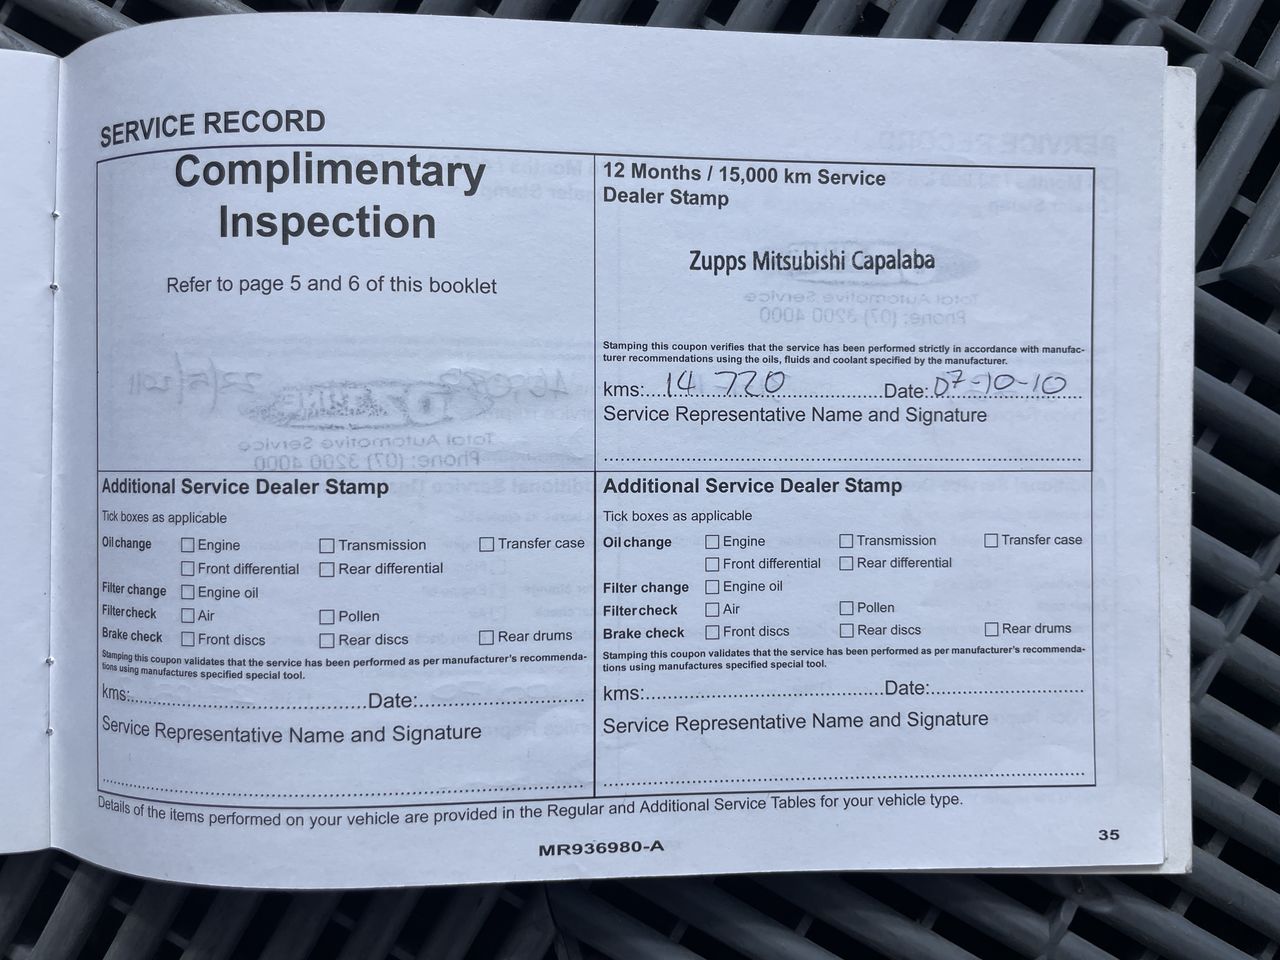 SERVICE RECORD
Complimentary
Inspection
Refer to page 5 and 6 of this booklet
12 Months / 15,000 km Service
Dealer Stamp
Zupps Mitsubishi Capalaba
Stamping this coupon verifies that the service has been performed strictly in accordance with manufac-
turer recommendations using the oils, fluids and coolant specified by the manufacturer.
kms: 14 720 Date: 07-10-10
Service Representative Name and Signature
Additional Service Dealer Stamp
Tick boxes as applicable
Oil change Engine Transmission Transfer case
Front differential Rear differential
Filter change Engine oil
Filter check Air Pollen
Brake check Front discs Rear discs Rear drums
Stamping this coupon validates that the service has been performed as per manufacturer's recommenda-
tions using manufactures specified special tool.
kms: Date:
Service Representative Name and Signature
Additional Service Dealer Stamp
Tick boxes as applicable
Oil change Engine Transmission Transfer case
Front differential Rear differential
Filter change Engine oil
Filter check Air Pollen
Brake check Front discs Rear discs Rear drums
Stamping this coupon validates that the service has been performed as per manufacturer's recommenda-
tions using manufactures specified special tool.
kms: Date:
Service Representative Name and Signature
Details of the items performed on your vehicle are provided in the Regular and Additional Service Tables for your vehicle type.
MR936980-A
35